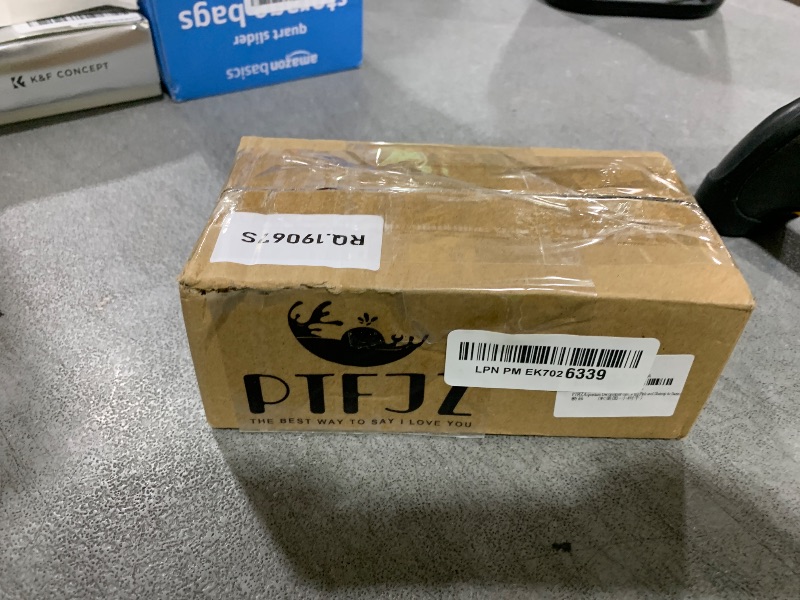 K&F CONCEPT
storage bags
quart slider
amazon basics
RQ.1906?S
PTFJZ
THE BEST WAY TO SAY I LOVE YOU
LPN PM EK702 6339